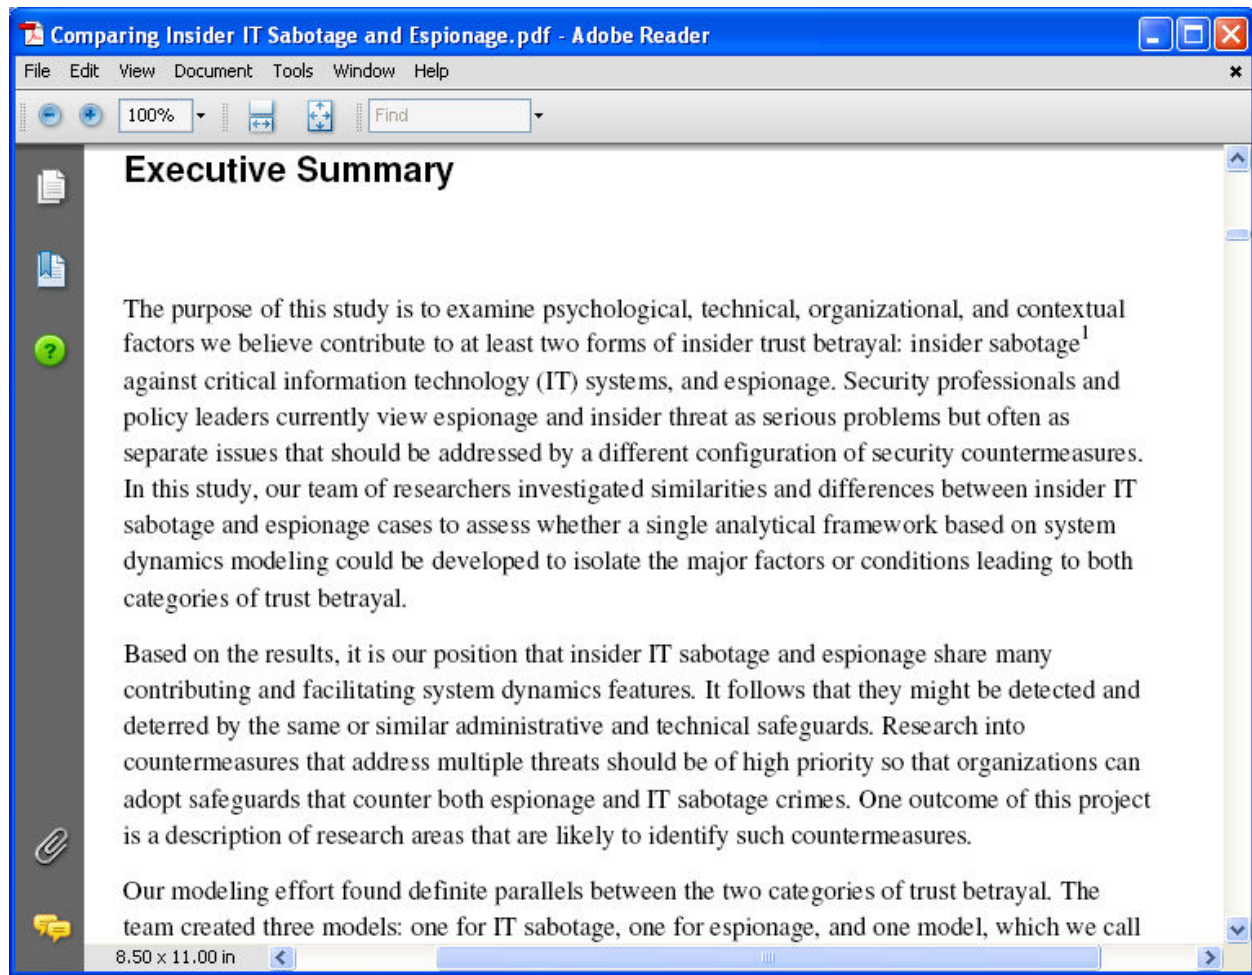 Comparing Insider IT Sabotage and Espionage.pdf - Adobe Reader
File Edit View Document Tools Window Help
100% Find
Executive Summary
The purpose of this study is to examine psychological, technical, organizational, and contextual
factors we believe contribute to at least two forms of insider trust betrayal: insider sabotage1
against critical information technology (IT) systems, and espionage. Security professionals and
policy leaders currently view espionage and insider threat as serious problems but often as
separate issues that should be addressed by a different configuration of security countermeasures.
In this study, our team of researchers investigated similarities and differences between insider IT
sabotage and espionage cases to assess whether a single analytical framework based on system
dynamics modeling could be developed to isolate the major factors or conditions leading to both
categories of trust betrayal.
Based on the results, it is our position that insider IT sabotage and espionage share many
contributing and facilitating system dynamics features. It follows that they might be detected and
deterred by the same or similar administrative and technical safeguards. Research into
countermeasures that address multiple threats should be of high priority so that organizations can
adopt safeguards that counter both espionage and IT sabotage crimes. One outcome of this project
is a description of research areas that are likely to identify such countermeasures.
Our modeling effort found definite parallels between the two categories of trust betrayal. The
team created three models: one for IT sabotage, one for espionage, and one model, which we call
8.50 x 11.00 in